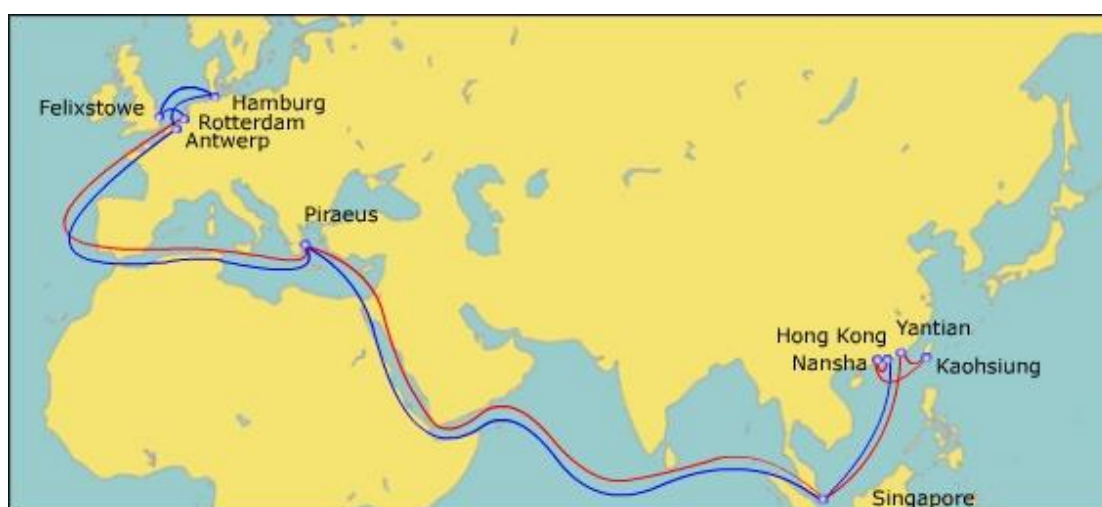 Felixstowe
Hamburg
Rotterdam
Antwerp
Piraeus
Hong Kong
Yantian
Nansha
Kaohsiung
Singapore